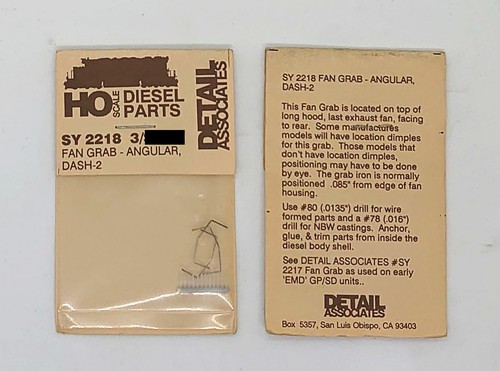 HO SCALE DIESEL PARTS
DETAIL ASSOCIATES
SY 2218 3/
FAN GRAB - ANGULAR,
DASH-2
SY 2218 FAN GRAB - ANGULAR,
DASH-2
This Fan Grab is located on top of
long hood, last exhaust fan, facing
to rear. Some manufactures
models will have location dimples
for this grab. Those models that
don't have location dimples,
positioning may have to be done
by eye. The grab iron is normally
positioned .085" from edge of fan
housing.
Use #80 (.0135") drill for wire
formed parts and a #78 (.016")
drill for NBW castings. Anchor,
glue, & trim parts from inside the
diesel body shell.
See DETAIL ASSOCIATES #SY
2217 Fan Grab as used on early
'EMD' GP/SD units..
DETAIL
ASSOCIATES
Box 5357, San Luis Obispo, CA 93403